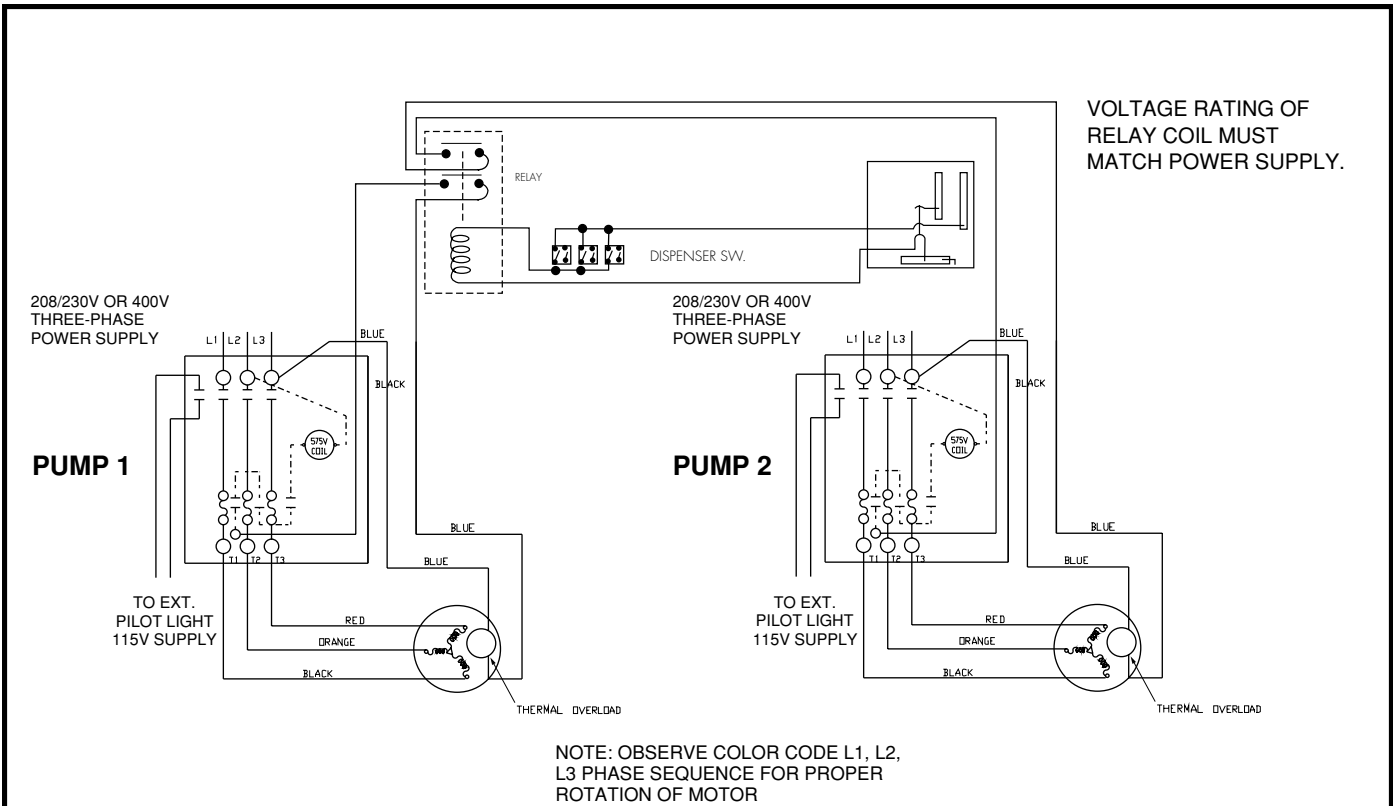 VOLTAGE RATING OF
RELAY COIL MUST
MATCH POWER SUPPLY.
RELAY
DISPENSER SW.
208/230V OR 400V
THREE-PHASE
POWER SUPPLY
L1 L2 L3
BLUE
BLACK
575V
COIL
PUMP 1
BLUE
BLUE
T1 T2 T3
TO EXT.
PILOT LIGHT
115V SUPPLY
RED
ORANGE
BLACK
THERMAL OVERLOAD
208/230V OR 400V
THREE-PHASE
POWER SUPPLY
L1 L2 L3
BLUE
BLACK
575V
COIL
PUMP 2
BLUE
BLUE
T1 T2 T3
TO EXT.
PILOT LIGHT
115V SUPPLY
RED
ORANGE
BLACK
THERMAL OVERLOAD
NOTE: OBSERVE COLOR CODE L1, L2,
L3 PHASE SEQUENCE FOR PROPER
ROTATION OF MOTOR